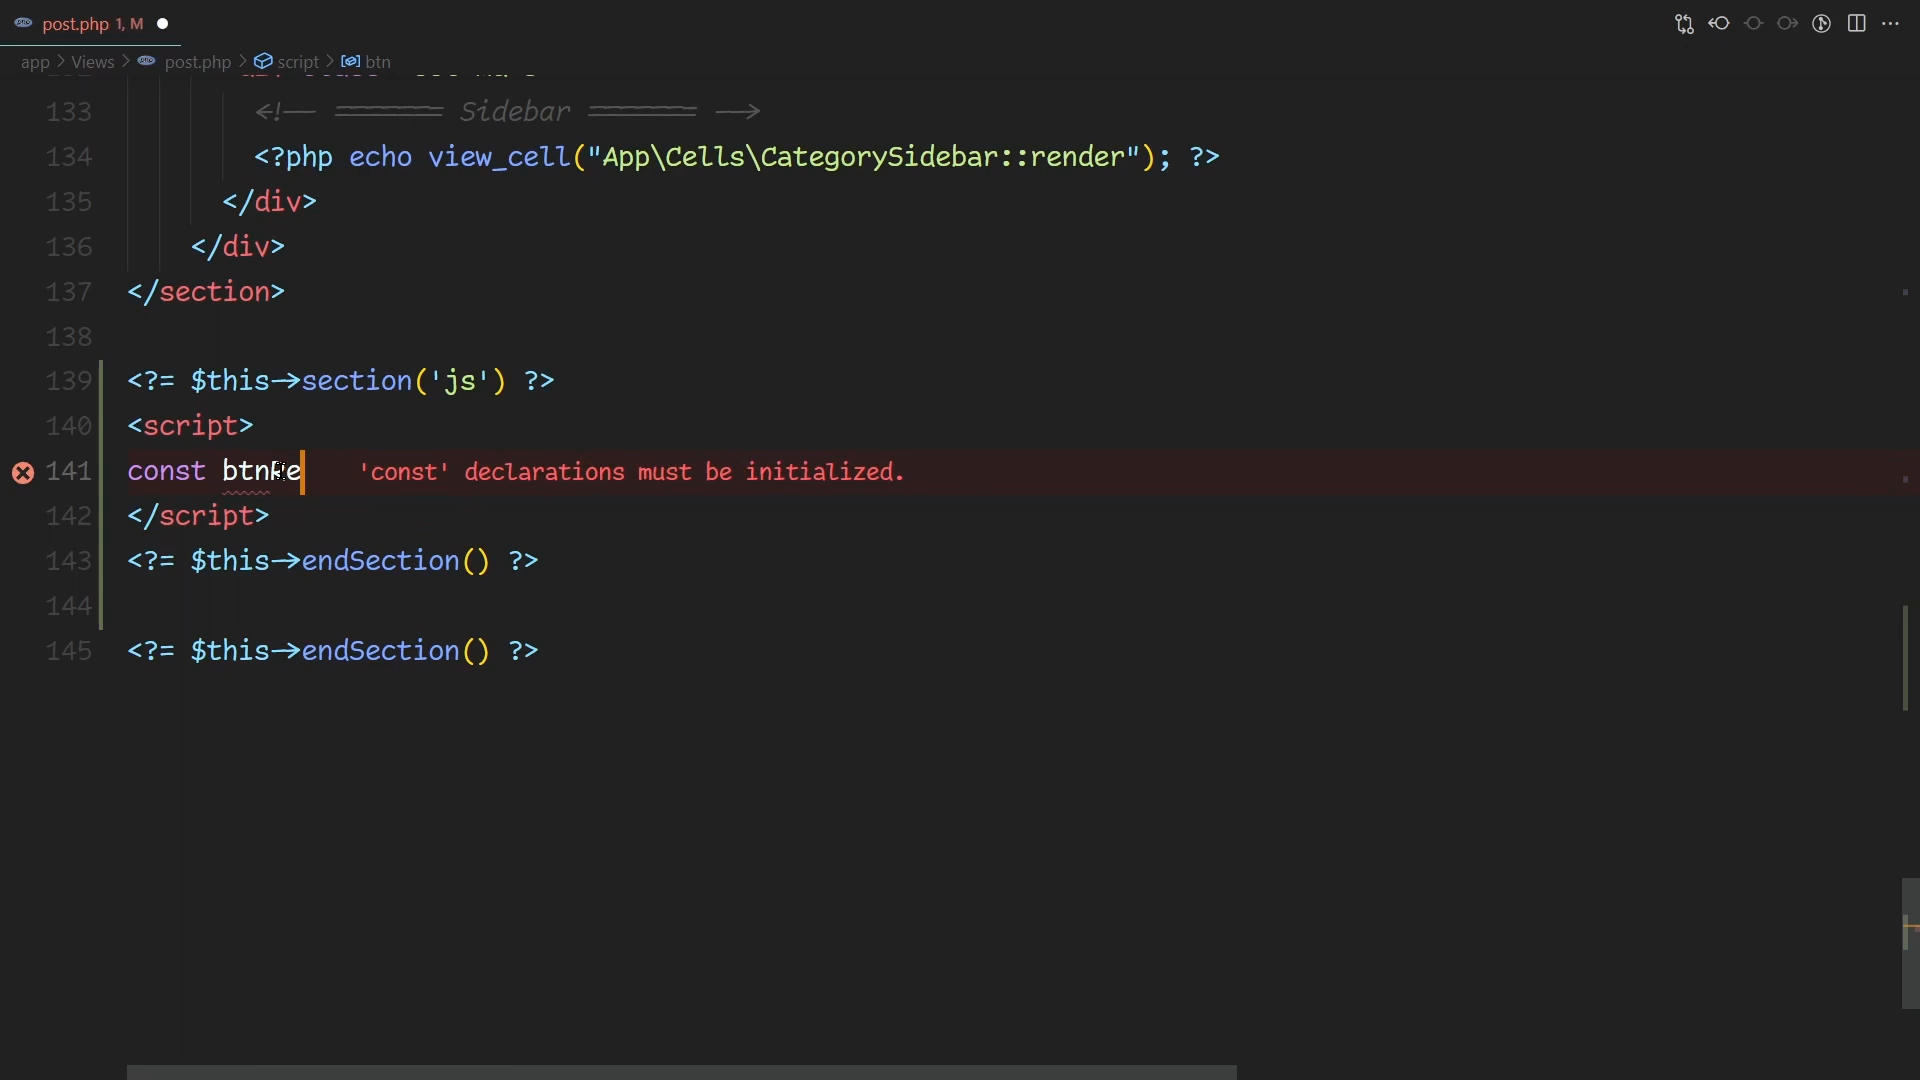 post.php 1, M
app > Views > post.php > script > btn
133 <!-- ======= Sidebar ======= -->
134 <?php echo view_cell("App\Cells\CategorySidebar::render"); ?>
135 </div>
136 </div>
137 </section>
138
139 <?= $this->section('js') ?>
140 <script>
141 const 'const' declarations must be initialized.
142 </script>
143 <?= $this->endSection() ?>
144
145 <?= $this->endSection() ?>